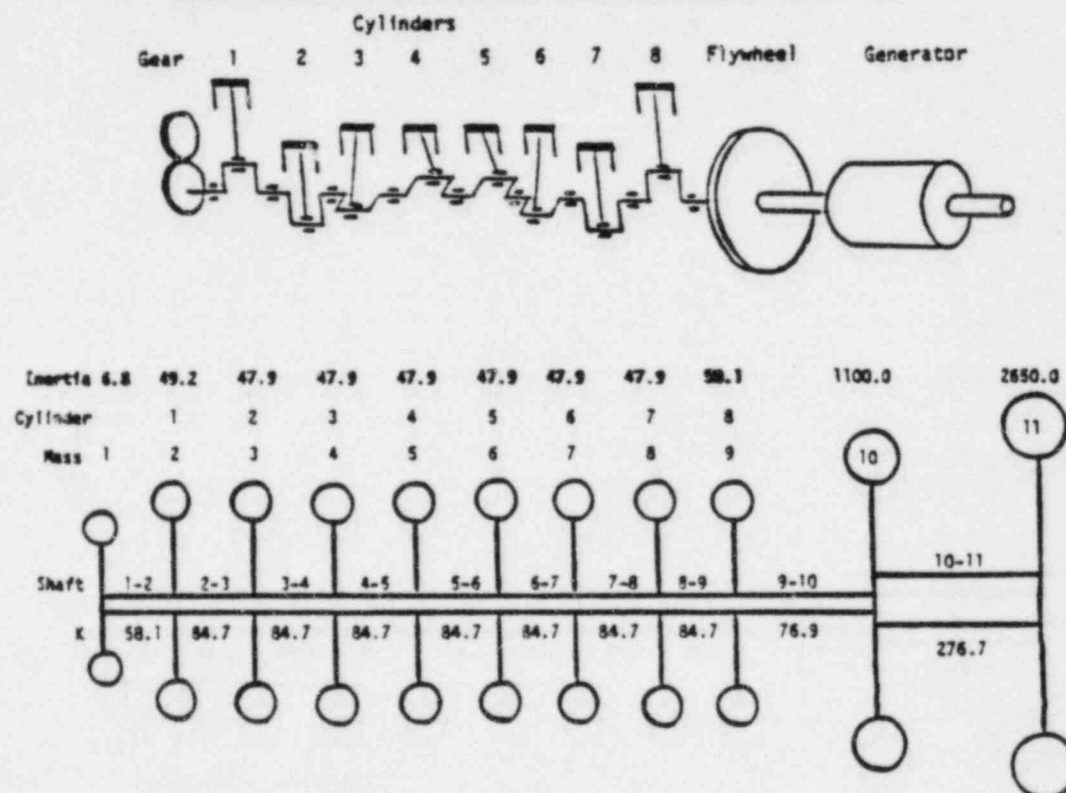 Cylinders
Gear 1 2 3 4 5 6 7 8 Flywheel Generator
Inertia 6.8 49.2 47.9 47.9 47.9 47.9 47.9 47.9 1100.0 2650.0
Cylinder 1 2 3 4 5 6 7 8
Mass 1 2 3 4 5 6 7 8 9 10 11
Shaft 1-2 2-3 3-4 4-5 5-6 6-7 7-8 8-9 9-10 10-11
K 58.1 84.7 84.7 84.7 84.7 84.7 84.7 84.7 76.9 276.7